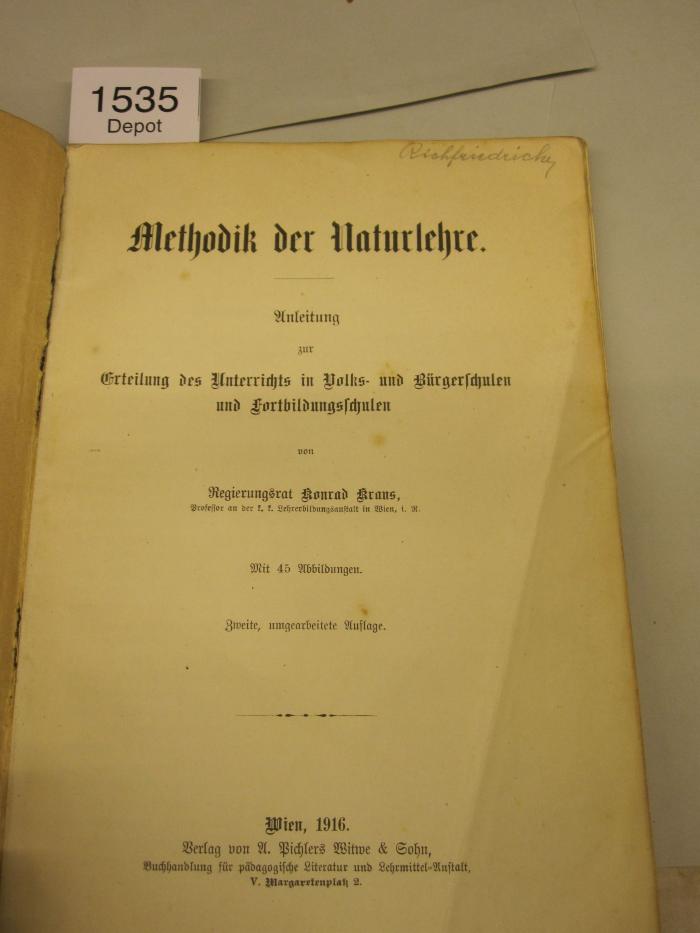 1535
Depot
Methodik der Naturlehre.
Anleitung
zur
Erteilung des Unterrichts in Volks- und Bürgerschulen
und Fortbildungsschulen
von
Regierungsrat Konrad Kraus,
Professor an der k. k. Lehrerbildungsanstalt in Wien, i. R.
Mit 45 Abbildungen.
Zweite, umgearbeitete Auflage.
Wien, 1916.
Verlag von A. Pichlers Witwe & Sohn,
Buchhandlung für pädagogische Literatur und Lehrmittel-Anstalt,
V. Margaretenplatz 2.